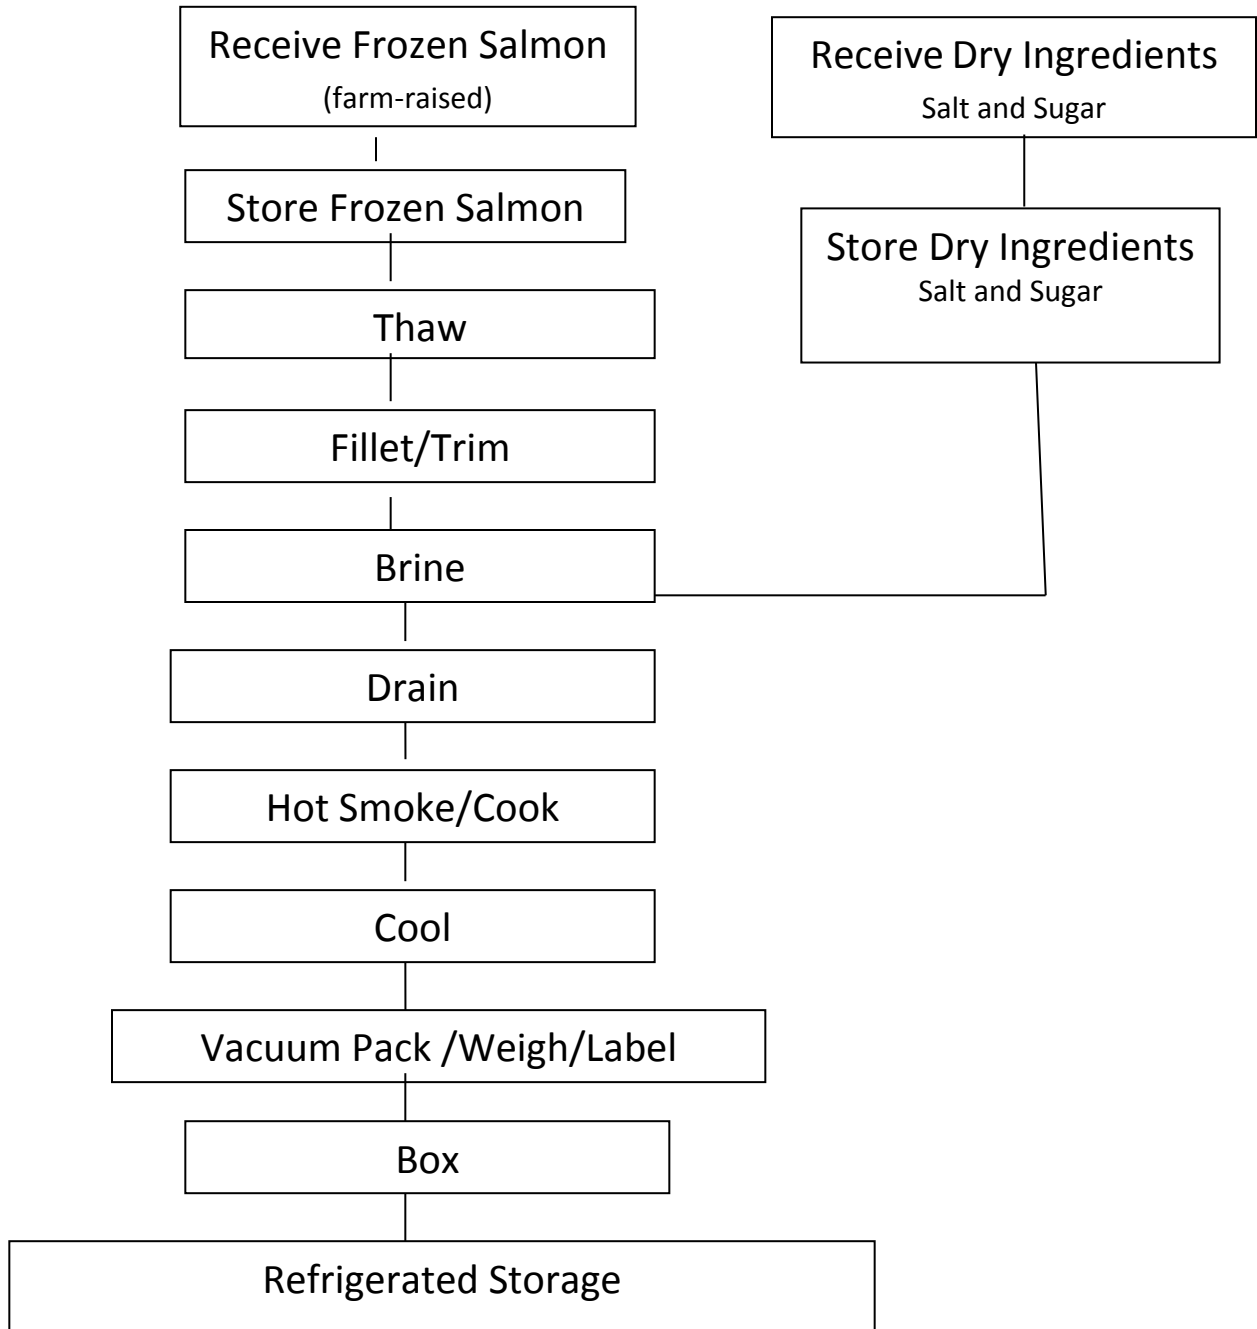 Receive Frozen Salmon
(farm-raised)
Receive Dry Ingredients
Salt and Sugar
Store Frozen Salmon
Store Dry Ingredients
Salt and Sugar
Thaw
Fillet/Trim
Brine
Drain
Hot Smoke/Cook
Cool
Vacuum Pack /Weigh/Label
Box
Refrigerated Storage